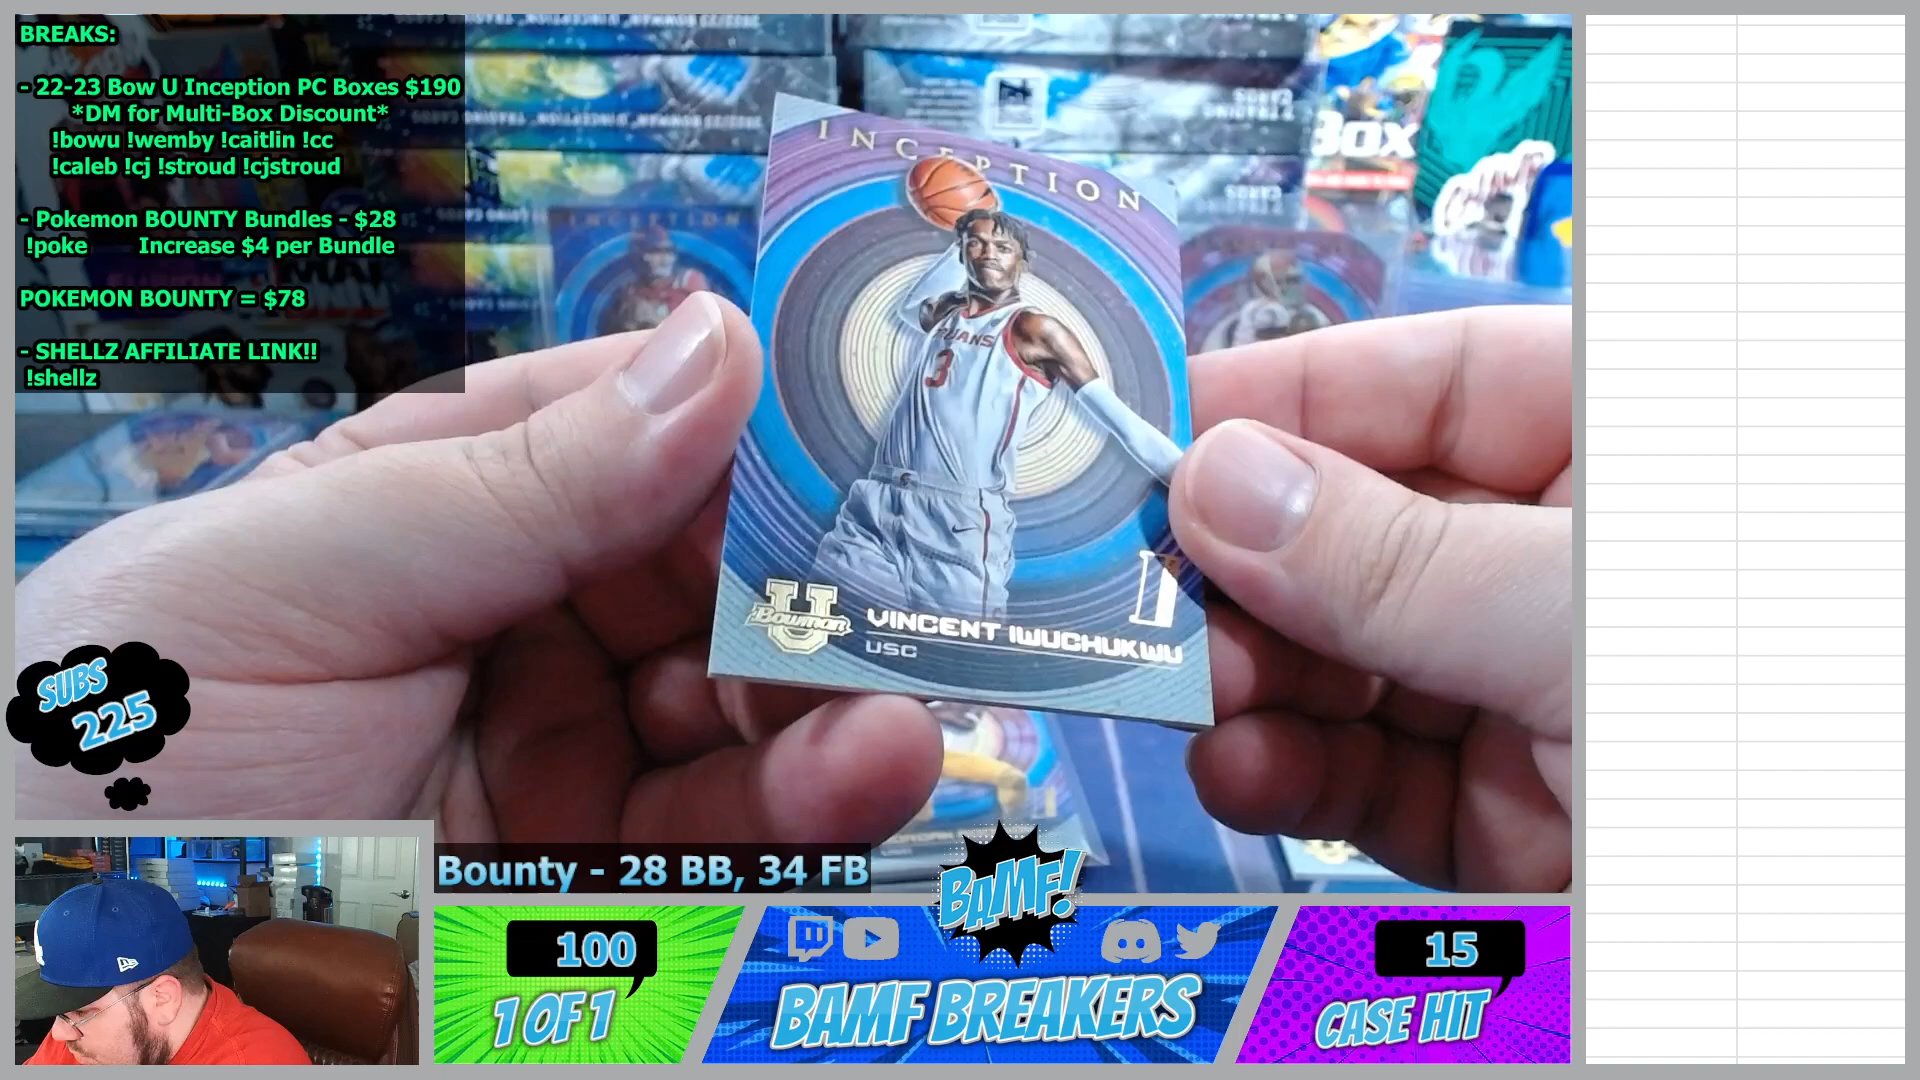 BREAKS:
- 22-23 Bow U Inception PC Boxes $190
*DM for Multi-Box Discount*
!bowu !wemby !caitlin !cc
!caleb !cj !stroud !cjstroud
- Pokemon BOUNTY Bundles - $28
!poke Increase $4 per Bundle
POKEMON BOUNTY = $78
- SHELLZ AFFILIATE LINK!!
!shellz
INCEPTION
BOX
TROJANS
3
U
Bowman
VINCENT IWUCHUKWU
USC
INCEPTION
CARDS
SUBS
225
Bounty - 28 BB, 34 FB
BAMF!
100
1 OF 1
BAMF BREAKERS
15
CASE HIT